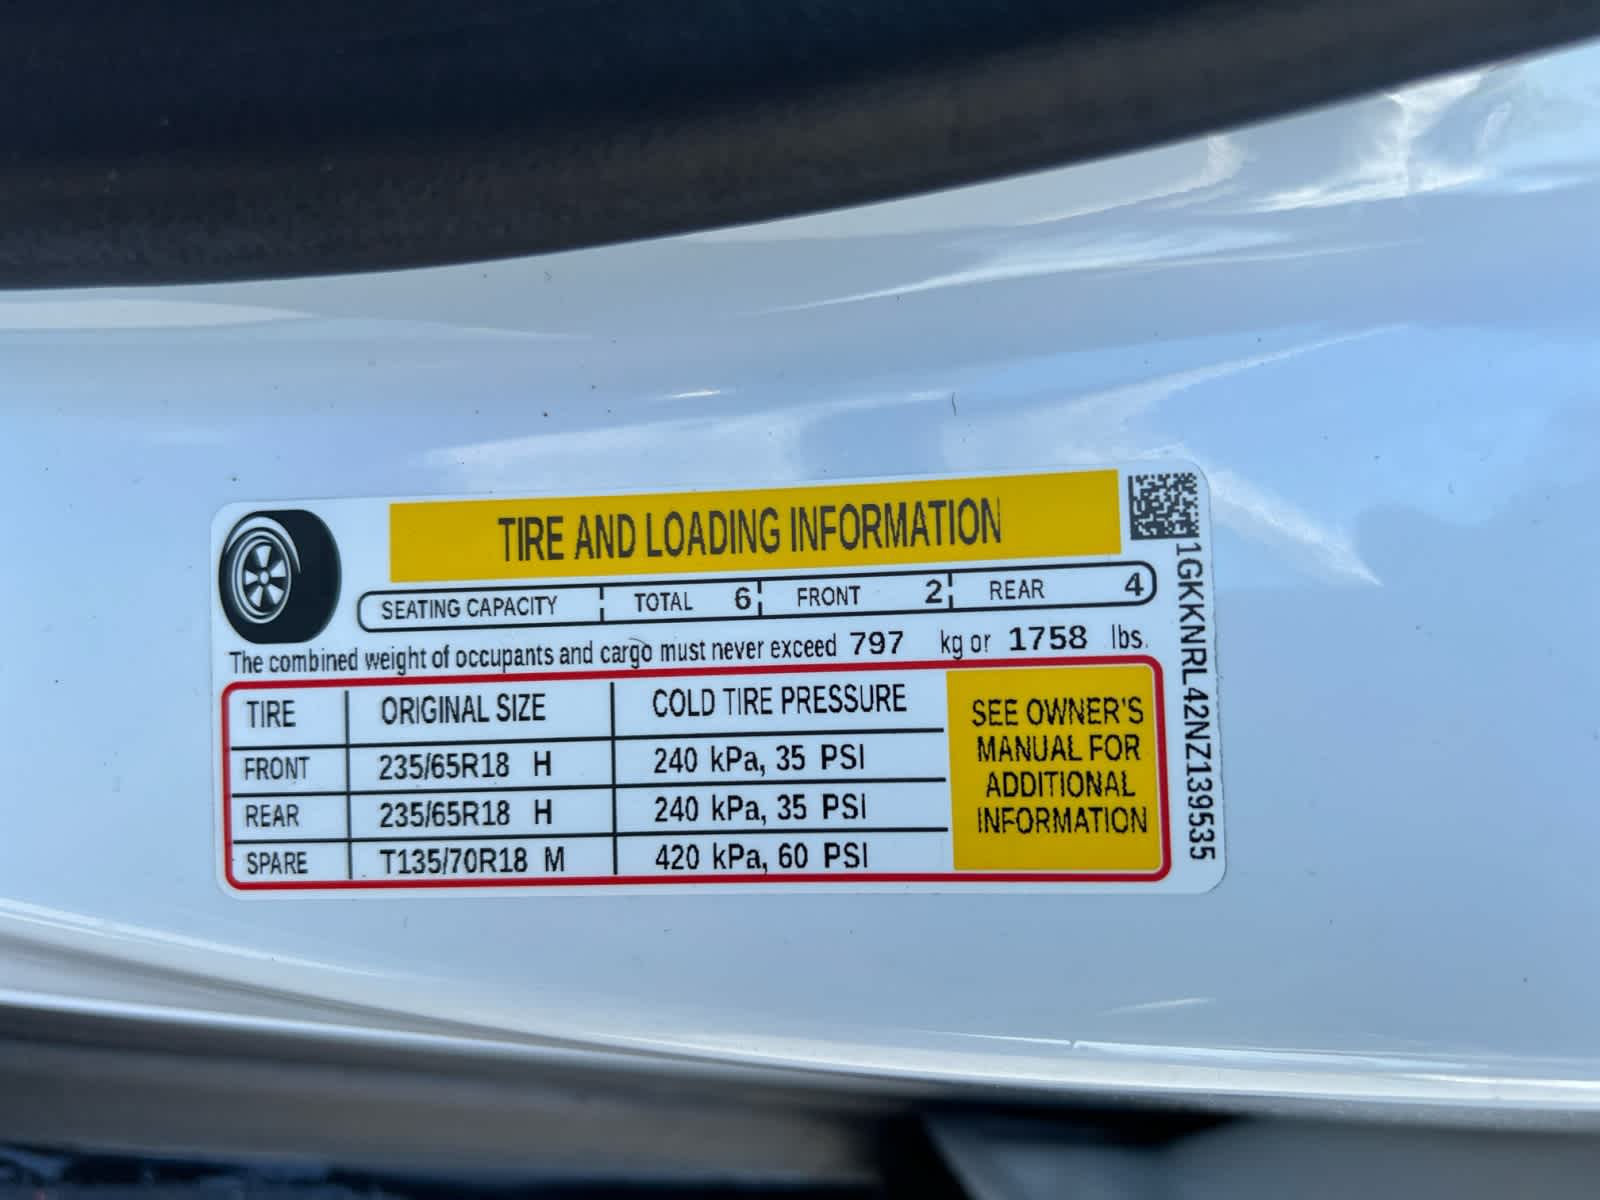 TIRE AND LOADING INFORMATION
SEATING CAPACITY TOTAL 6 FRONT 2 REAR 4
The combined weight of occupants and cargo must never exceed 797 kg or 1758 lbs.
TIRE ORIGINAL SIZE COLD TIRE PRESSURE
FRONT 235/65R18 H 240 kPa, 35 PSI
REAR 235/65R18 H 240 kPa, 35 PSI
SPARE T135/70R18 M 420 kPa, 60 PSI
SEE OWNER'S
MANUAL FOR
ADDITIONAL
INFORMATION
1GKKNRL42NZ139535